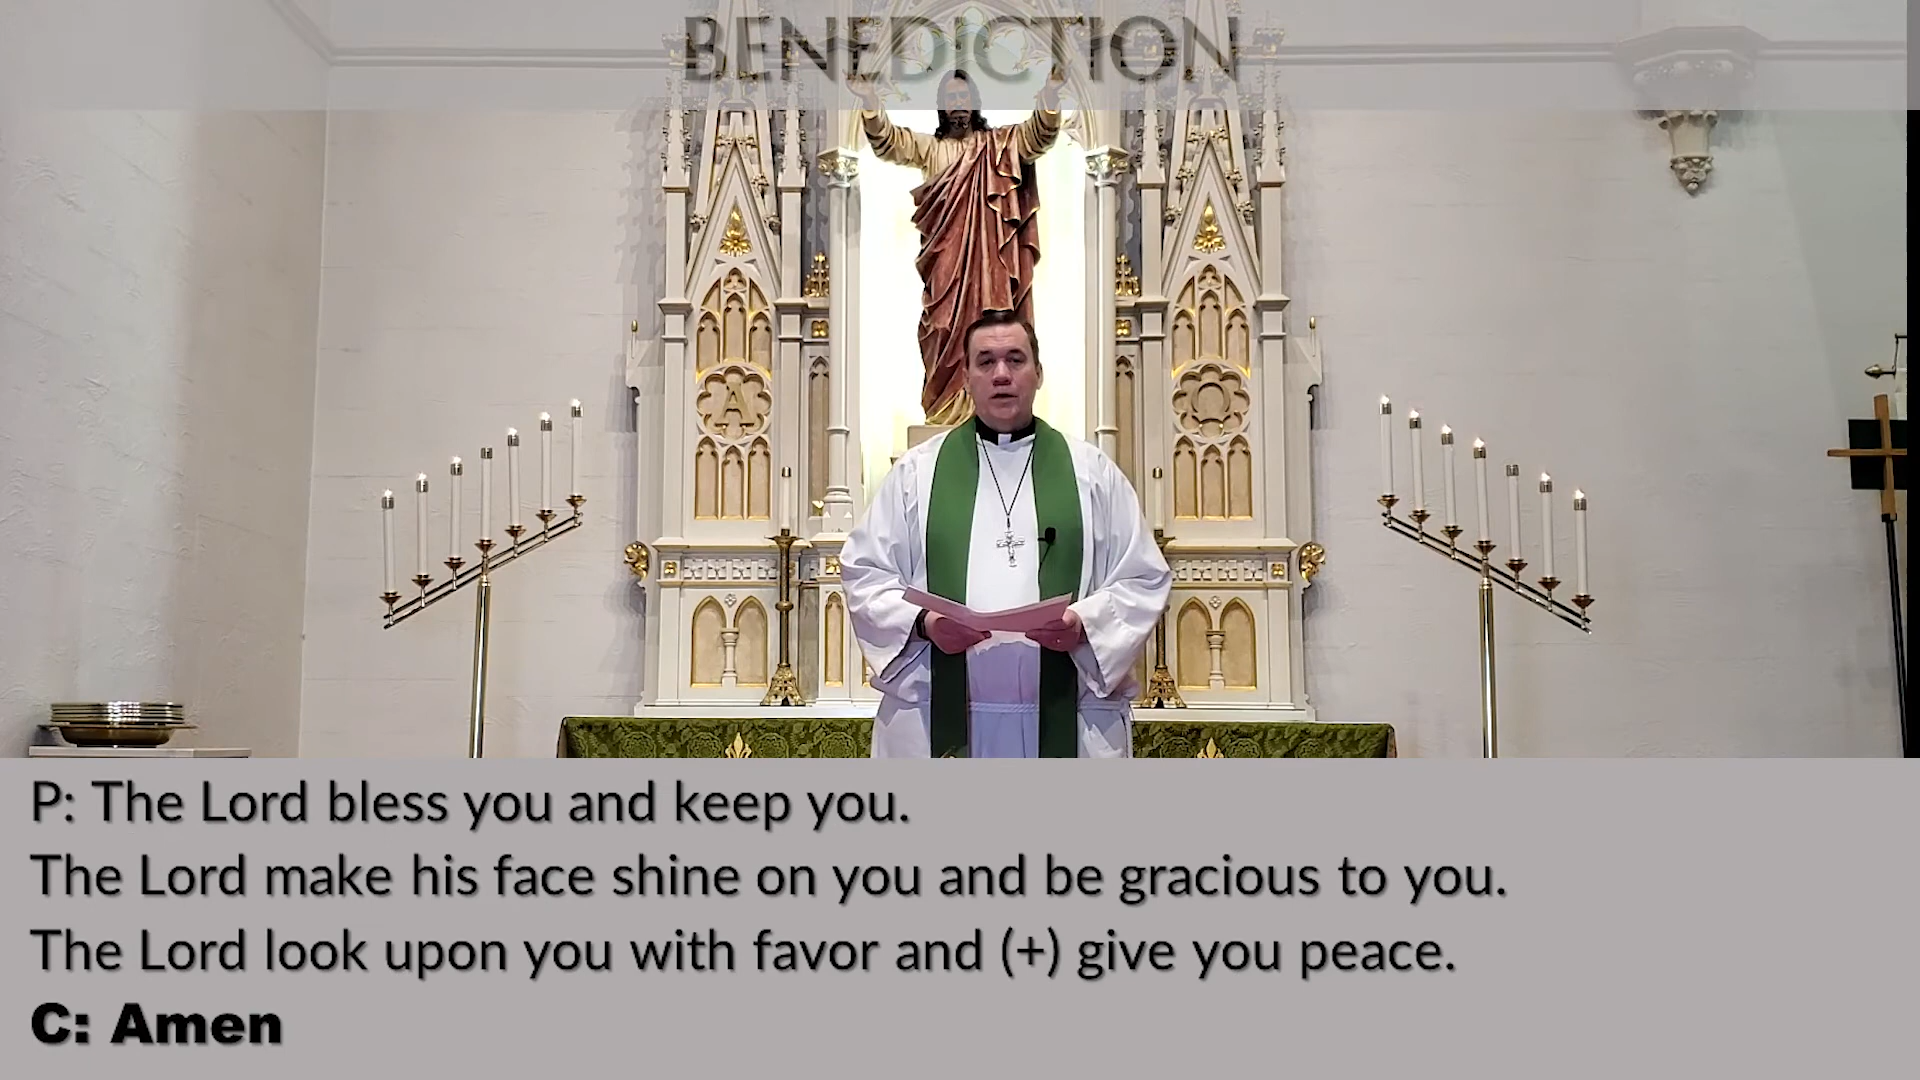 BENEDICTION
A
P: The Lord bless you and keep you.
The Lord make his face shine on you and be gracious to you.
The Lord look upon you with favor and (+) give you peace.
C: Amen